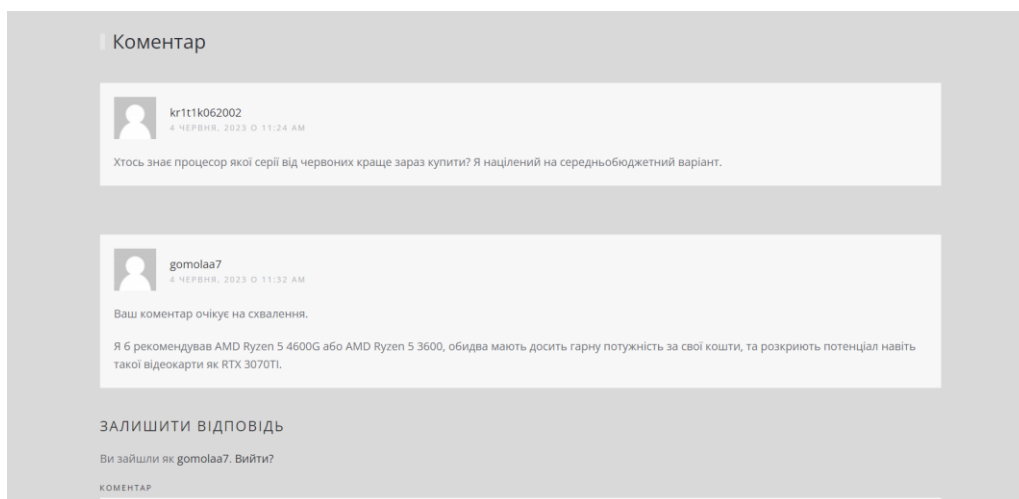 Коментар
kr1t1k062002
4 ЧЕРВНЯ, 2023 О 11:24 AM
Хтось знає процесор якої серії від червоних краще зараз купити? Я націлений на середньобюджетний варіант.
gomolaa7
4 ЧЕРВНЯ, 2023 О 11:32 AM
Ваш коментар очікує на схвалення.
Я б рекомендував AMD Ryzen 5 4600G або AMD Ryzen 5 3600, обидва мають досить гарну потужність за свої кошти, та розкриють потенціал навіть
такої відеокарти як RTX 3070TI.
ЗАЛИШИТИ ВІДПОВІДЬ
Ви зайшли як gomolaa7. Вийти?
КОМЕНТАР